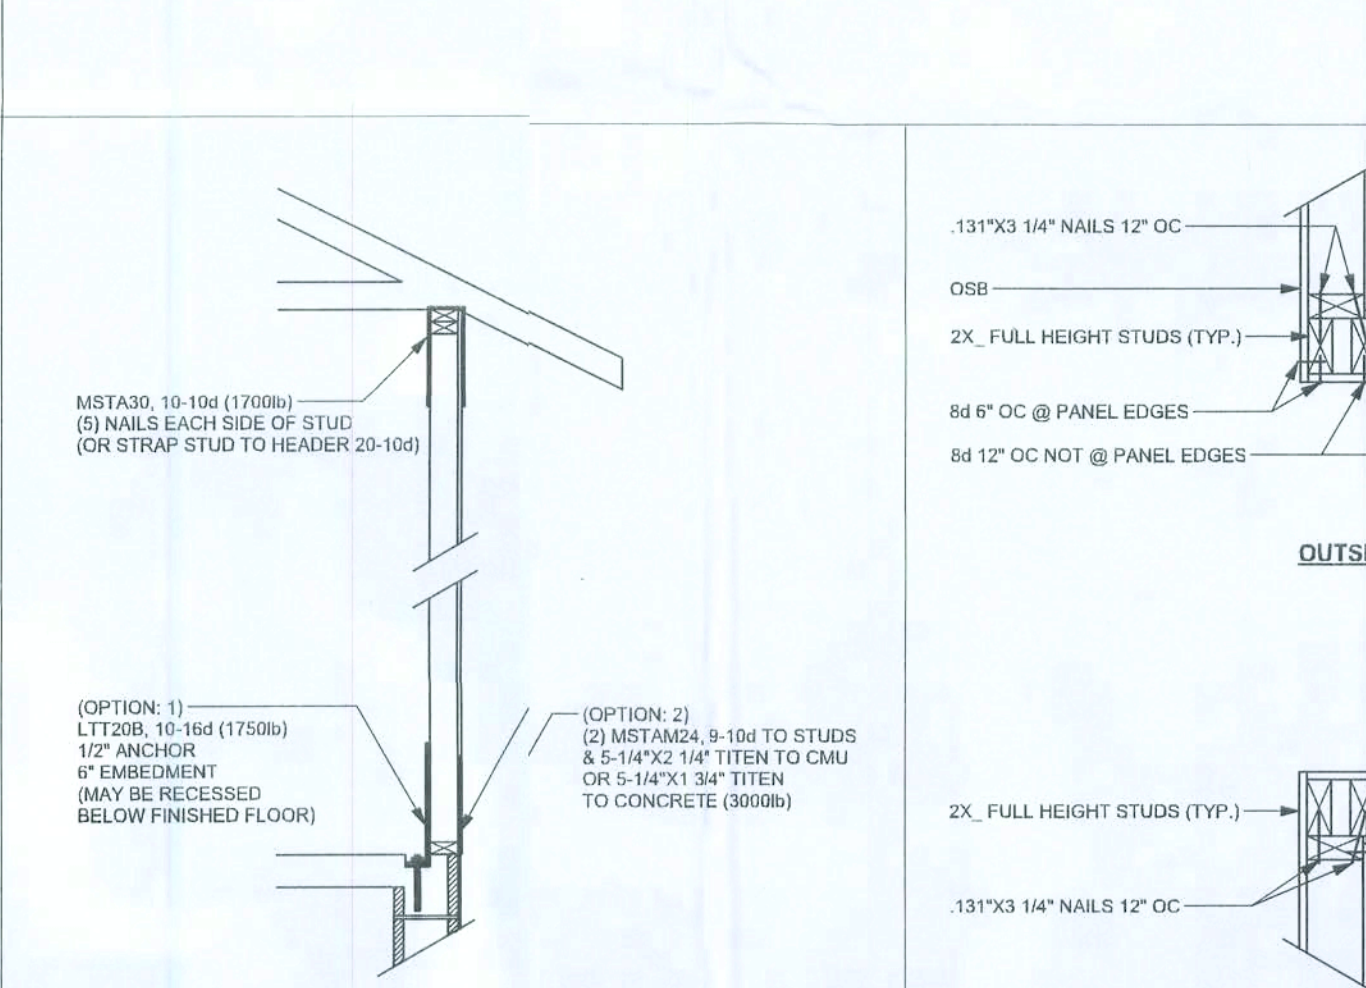 MSTA30, 10-10d (1700lb)
(5) NAILS EACH SIDE OF STUD
(OR STRAP STUD TO HEADER 20-10d)
(OPTION: 1)
LTT20B, 10-16d (1750lb)
1/2" ANCHOR
6" EMBEDMENT
(MAY BE RECESSED
BELOW FINISHED FLOOR)
(OPTION: 2)
(2) MSTAM24, 9-10d TO STUDS
& 5-1/4"X2 1/4" TITEN TO CMU
OR 5-1/4"X1 3/4" TITEN
TO CONCRETE (3000lb)
.131"X3 1/4" NAILS 12" OC
OSB
2X_ FULL HEIGHT STUDS (TYP.)
8d 6" OC @ PANEL EDGES
8d 12" OC NOT @ PANEL EDGES
OUTSI
2X_ FULL HEIGHT STUDS (TYP.)
.131"X3 1/4" NAILS 12" OC